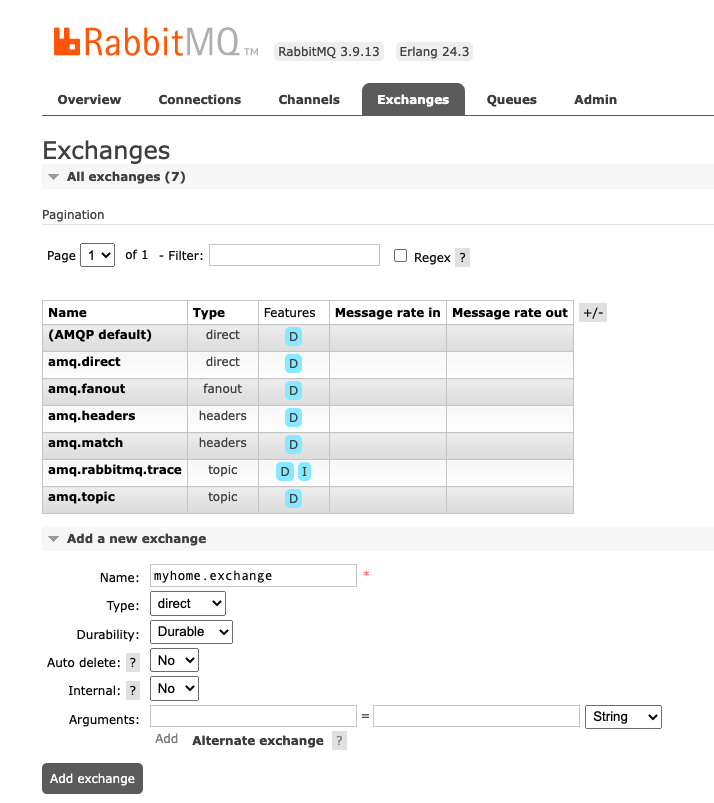 RabbitMQ TM RabbitMQ 3.9.13 Erlang 24.3
Overview Connections Channels Exchanges Queues Admin
Exchanges
All exchanges (7)
Pagination
Page 1 of 1 - Filter: Regex ?
Name Type Features Message rate in Message rate out +/-
(AMQP default) direct D
amq.direct direct D
amq.fanout fanout D
amq.headers headers D
amq.match headers D
amq.rabbitmq.trace topic D I
amq.topic topic D
Add a new exchange
Name: myhome.exchange *
Type: direct
Durability: Durable
Auto delete: ? No
Internal: ? No
Arguments: = String
Add Alternate exchange ?
Add exchange